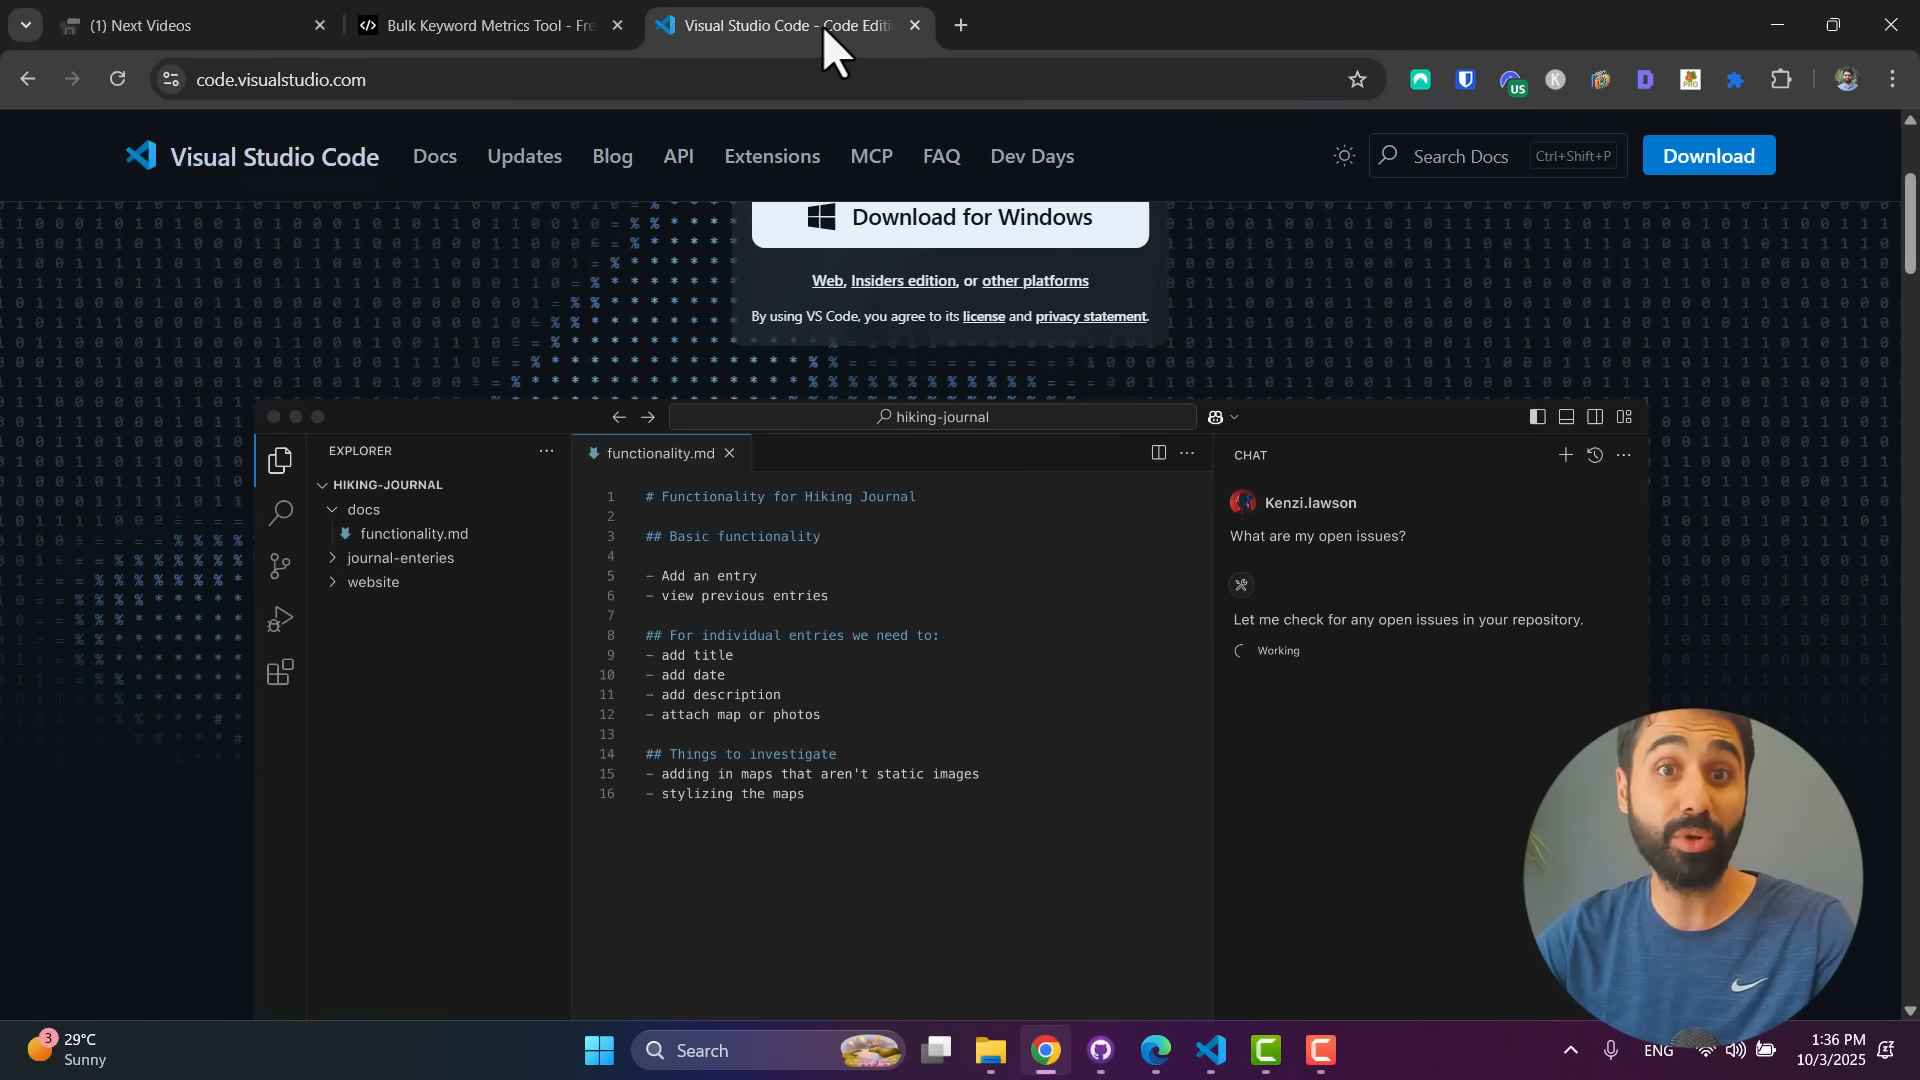 (1) Next Videos
Bulk Keyword Metrics Tool - Fre
Visual Studio Code - Code Editi
code.visualstudio.com
US
K
D
PRO
Visual Studio Code
Docs
Updates
Blog
API
Extensions
MCP
FAQ
Dev Days
Search Docs
Ctrl+Shift+P
Download
Download for Windows
Web, Insiders edition, or other platforms
By using VS Code, you agree to its license and privacy statement.
hiking-journal
EXPLORER
HIKING-JOURNAL
docs
functionality.md
journal-enteries
website
functionality.md
1 # Functionality for Hiking Journal
2
3 ## Basic functionality
4
5 - Add an entry
6 - view previous entries
7
8 ## For individual entries we need to:
9 - add title
10 - add date
11 - add description
12 - attach map or photos
13
14 ## Things to investigate
15 - adding in maps that aren't static images
16 - stylizing the maps
CHAT
Kenzi.lawson
What are my open issues?
Let me check for any open issues in your repository.
Working
3
29°C
Sunny
Search
ENG
1:36 PM
10/3/2025